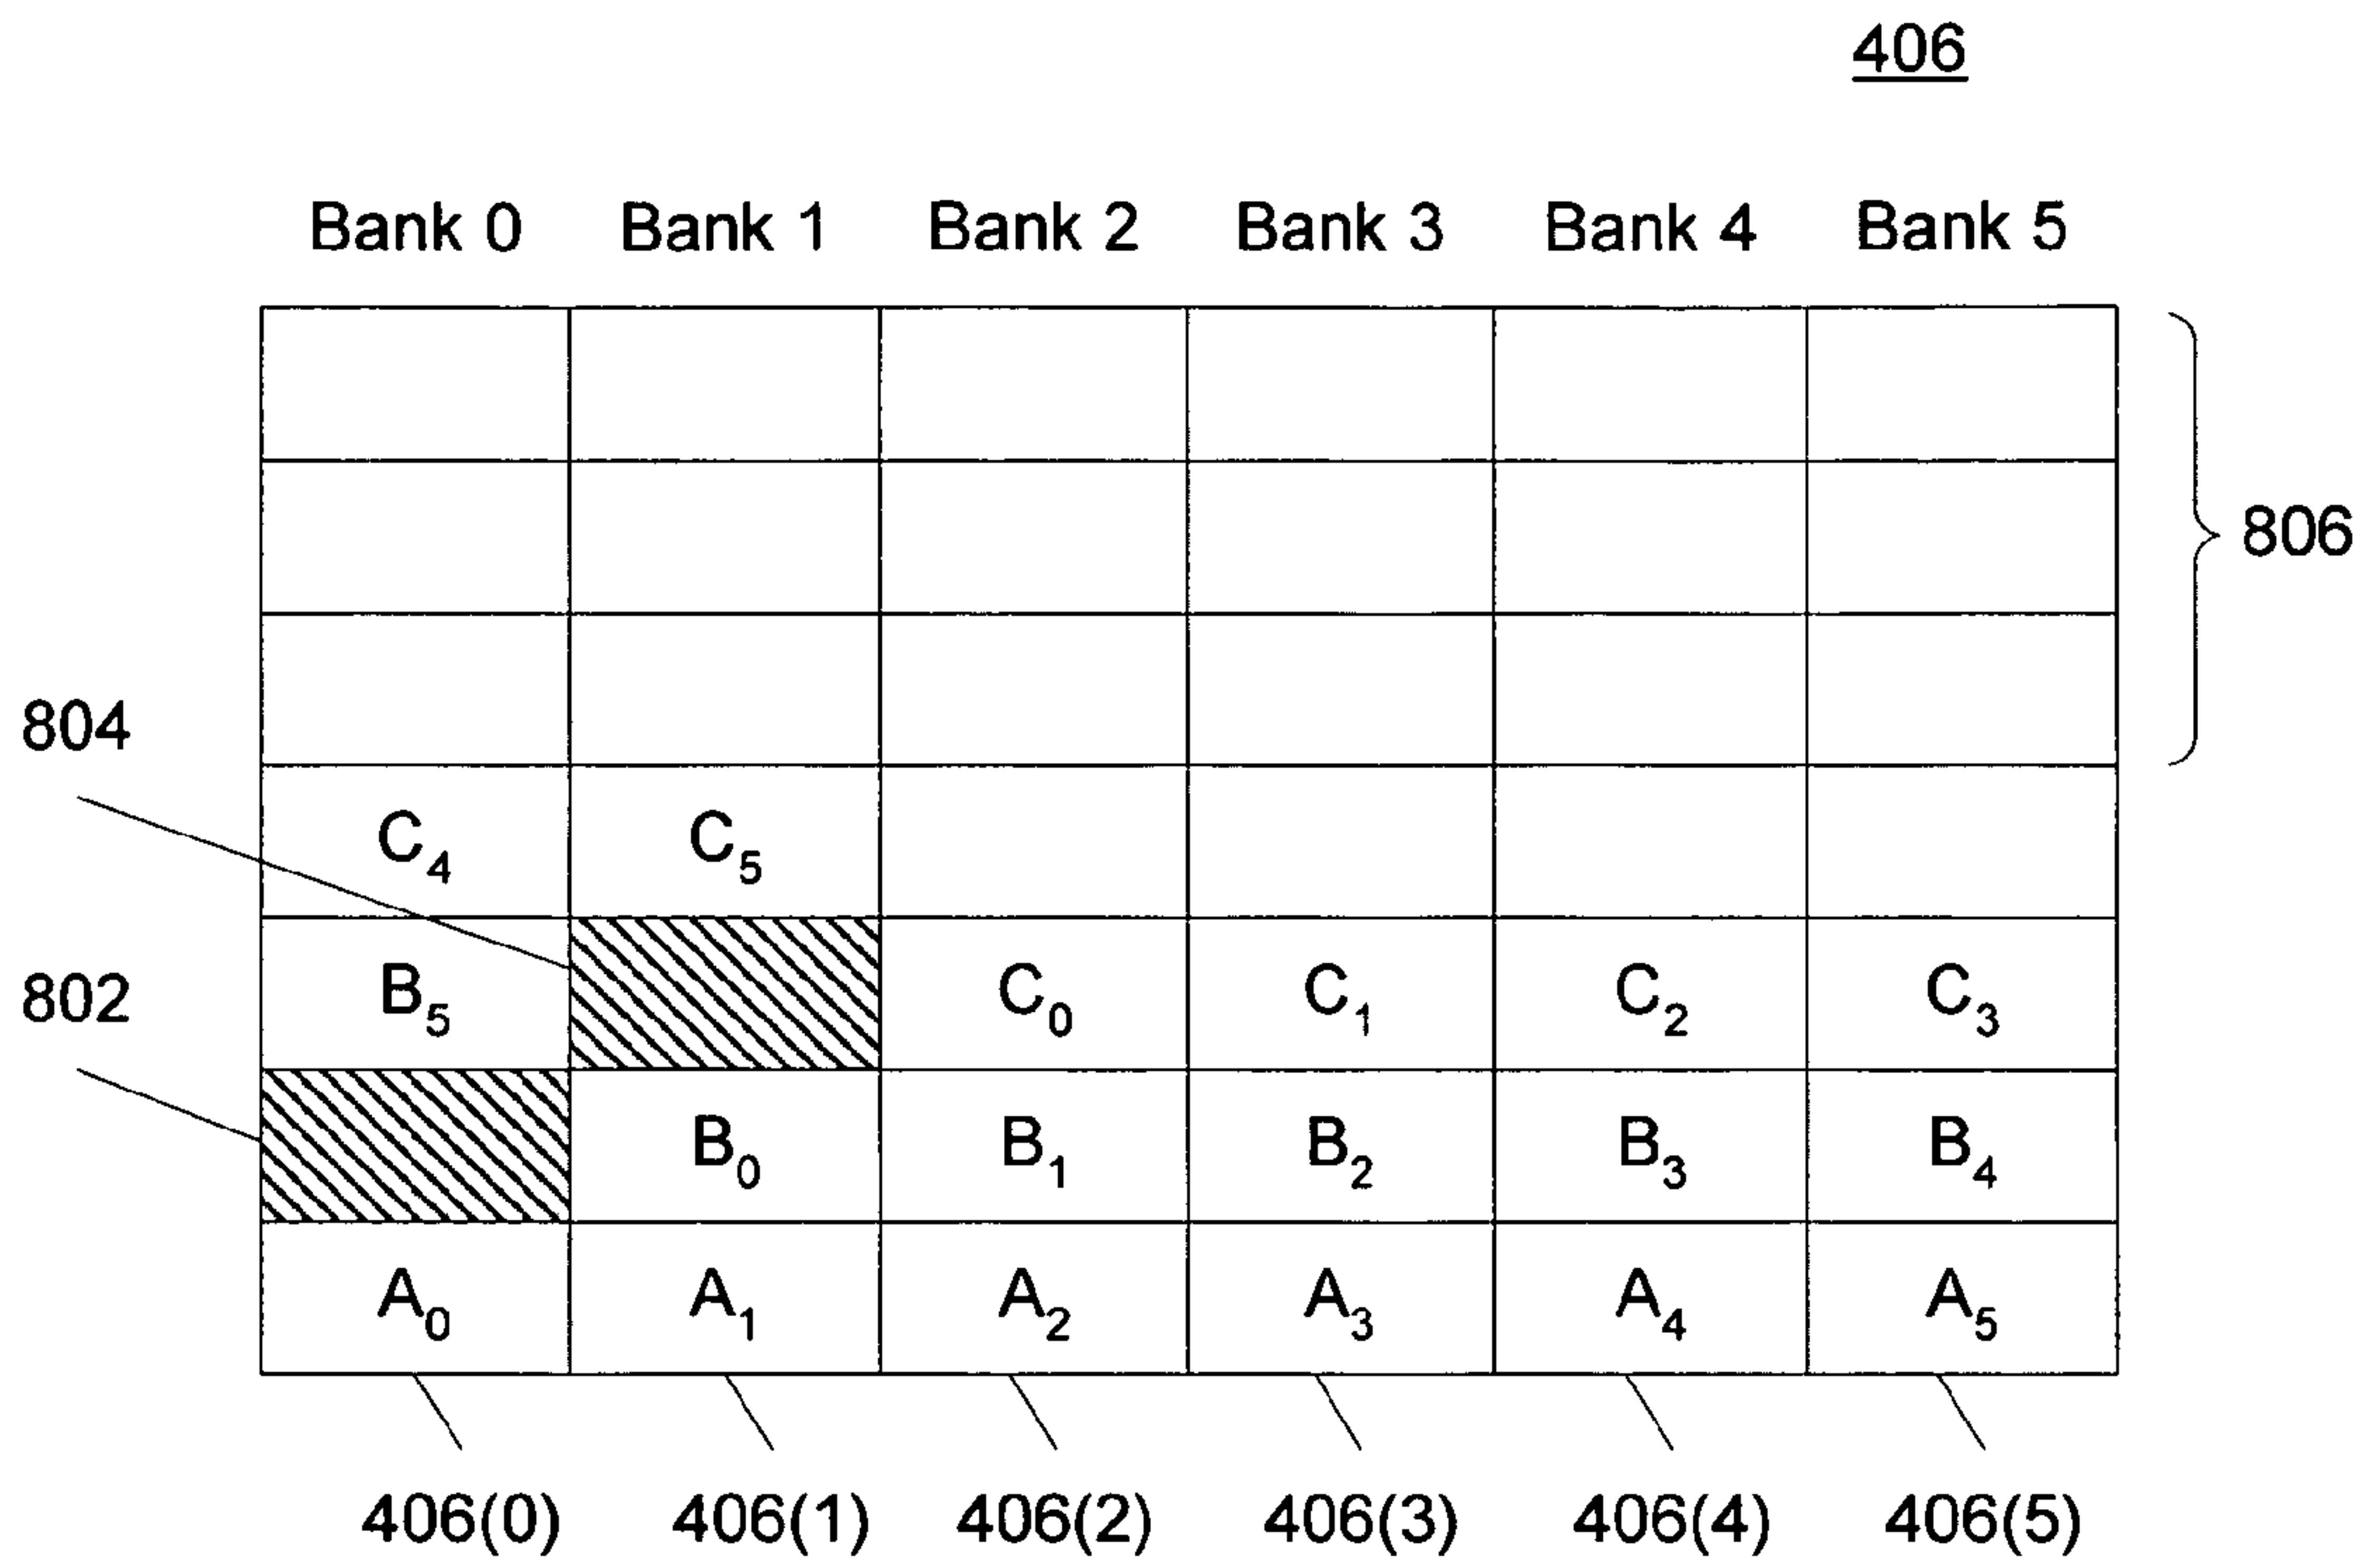 406
Bank 0 Bank 1 Bank 2 Bank 3 Bank 4 Bank 5
806
804
C4 C5
802
B5 C0 C1 C2 C3
B0 B1 B2 B3 B4
A0 A1 A2 A3 A4 A5
406(0) 406(1) 406(2) 406(3) 406(4) 406(5)